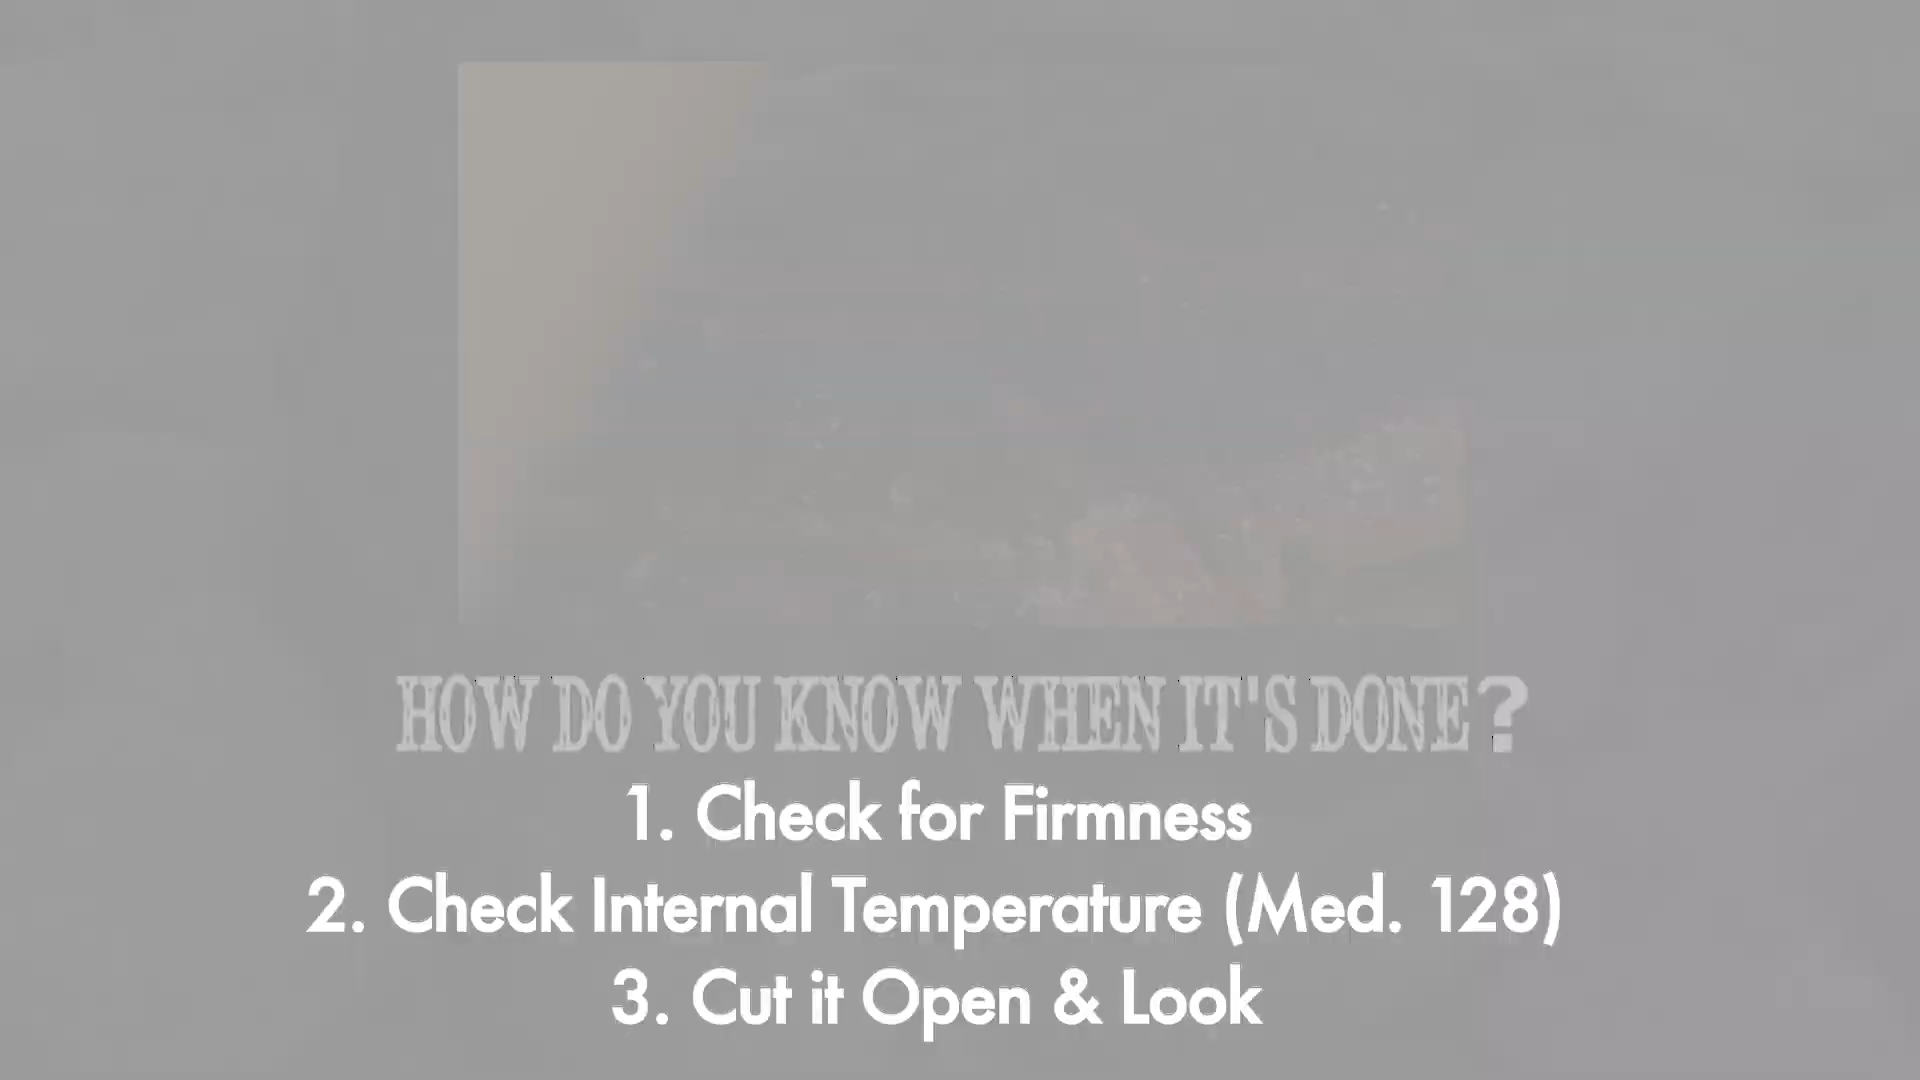 HOW DO YOU KNOW WHEN IT'S DONE?
1. Check for Firmness
2. Check Internal Temperature (Med. 128)
3. Cut it Open & Look